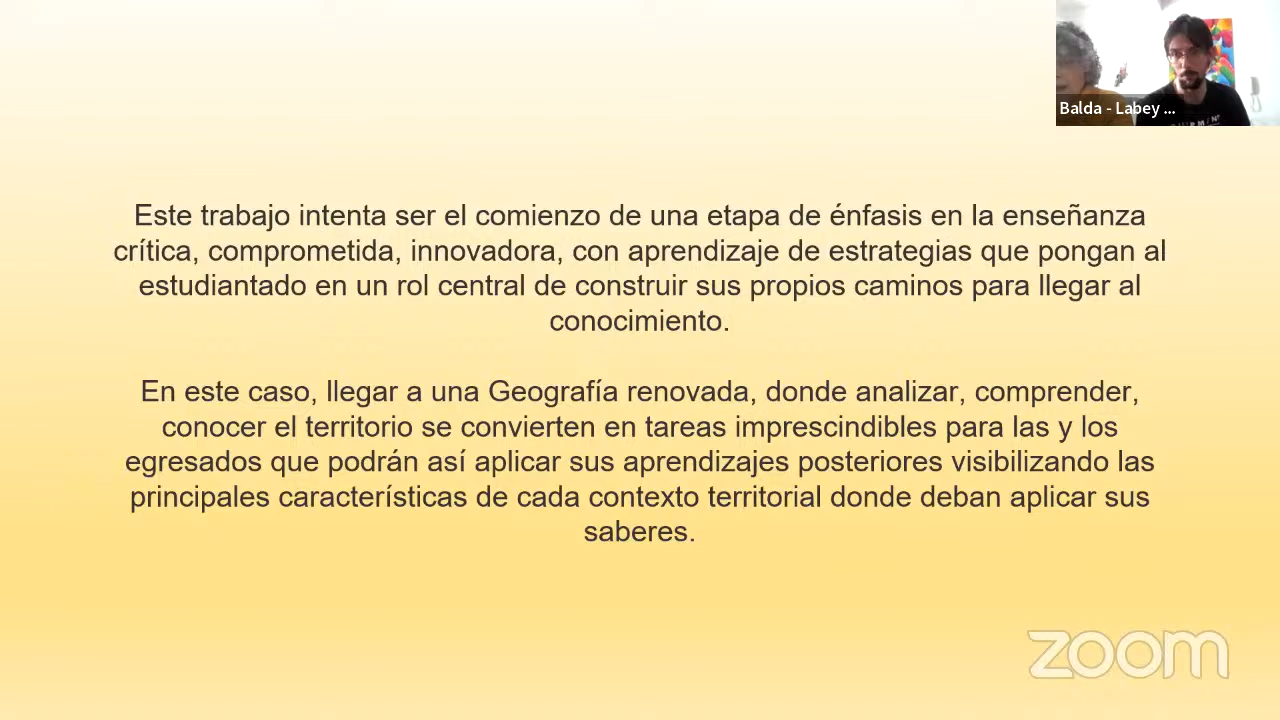 Balda - Labey ...
Este trabajo intenta ser el comienzo de una etapa de énfasis en la enseñanza
crítica, comprometida, innovadora, con aprendizaje de estrategias que pongan al
estudiantado en un rol central de construir sus propios caminos para llegar al
conocimiento.
En este caso, llegar a una Geografía renovada, donde analizar, comprender,
conocer el territorio se convierten en tareas imprescindibles para las y los
egresados que podrán así aplicar sus aprendizajes posteriores visibilizando las
principales características de cada contexto territorial donde deban aplicar sus
saberes.
zoom